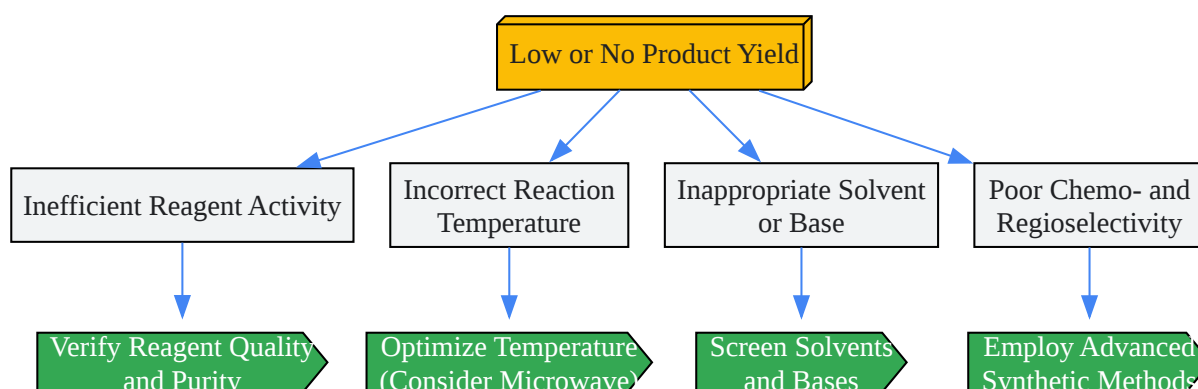 Low or No Product Yield
Inefficient Reagent Activity
Incorrect Reaction
Temperature
Inappropriate Solvent
or Base
Poor Chemo- and
Regioselectivity
Verify Reagent Quality
and Purity
Optimize Temperature
(Consider Microwave)
Screen Solvents
and Bases
Employ Advanced
Synthetic Methods